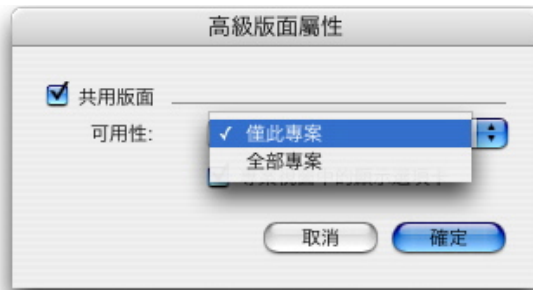 高級版面屬性
共用版面
可用性:
僅此專案
全部專案
取消
確定